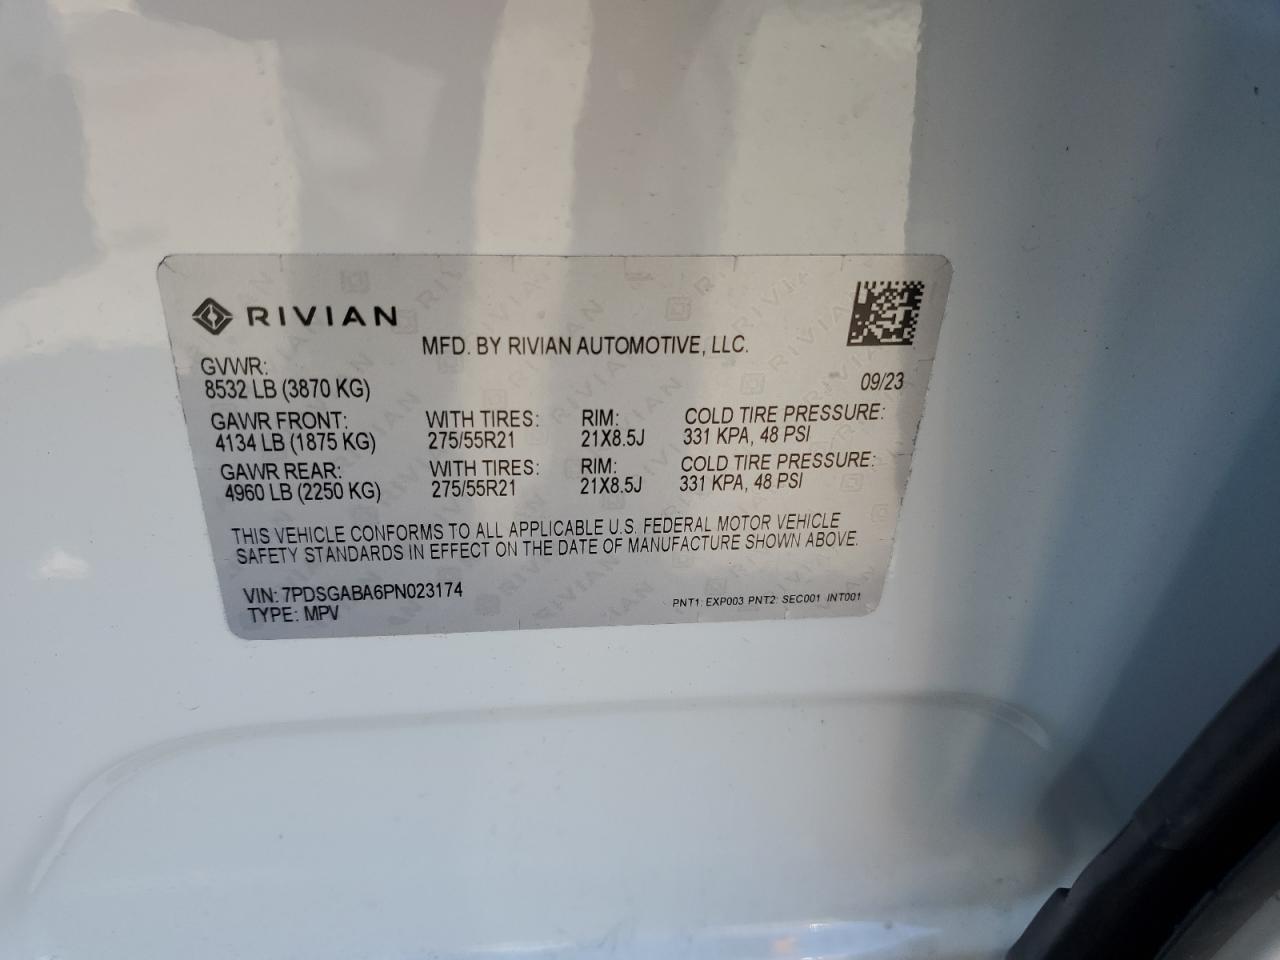 RIVIAN
MFD. BY RIVIAN AUTOMOTIVE, LLC.
GVWR:
8532 LB (3870 KG)
09/23
GAWR FRONT: WITH TIRES: RIM: COLD TIRE PRESSURE:
4134 LB (1875 KG) 275/55R21 21X8.5J 331 KPA, 48 PSI
GAWR REAR: WITH TIRES: RIM: COLD TIRE PRESSURE:
4960 LB (2250 KG) 275/55R21 21X8.5J 331 KPA, 48 PSI
THIS VEHICLE CONFORMS TO ALL APPLICABLE U.S. FEDERAL MOTOR VEHICLE
SAFETY STANDARDS IN EFFECT ON THE DATE OF MANUFACTURE SHOWN ABOVE.
VIN: 7PDSGABA6PN023174
TYPE: MPV
PNT1: EXP003 PNT2: SEC001 INT001